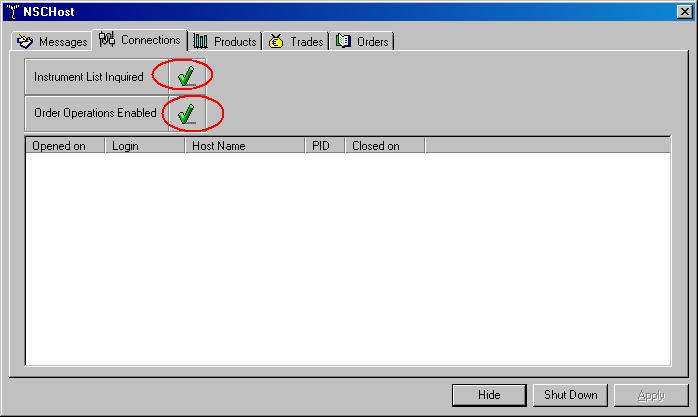 NSCHost
Messages Connections Products Trades Orders
Instrument List Inquired
Order Operations Enabled
Opened on Login Host Name PID Closed on
Hide Shut Down Apply